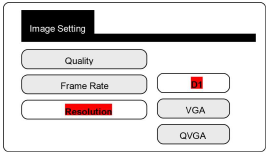 Image Setting
Quality
Frame Rate
Resolution
D1
VGA
QVGA